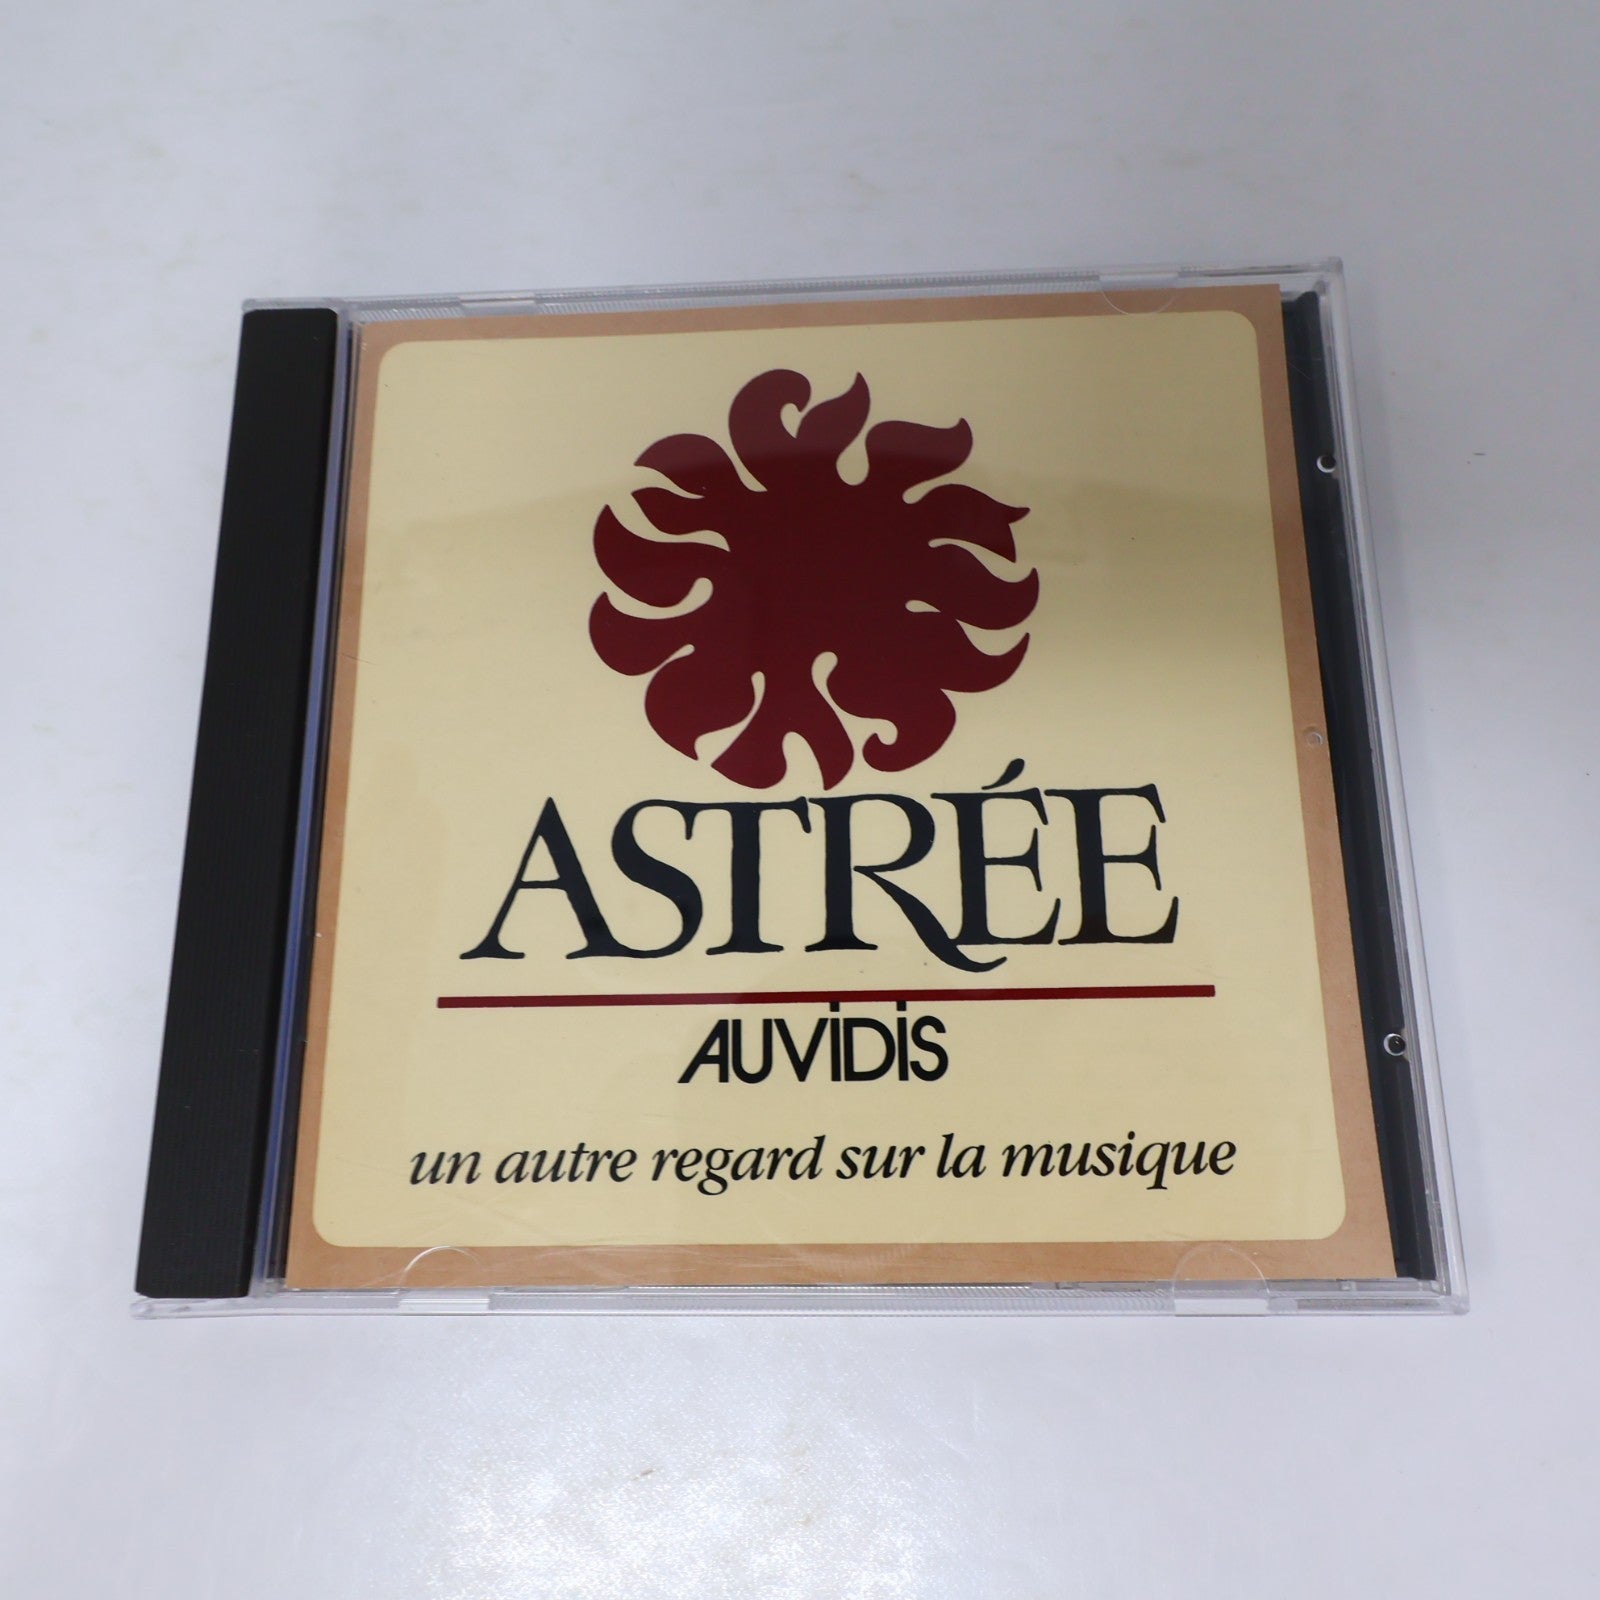 ASTRÉE
AUViDiS
un autre regard sur la musique